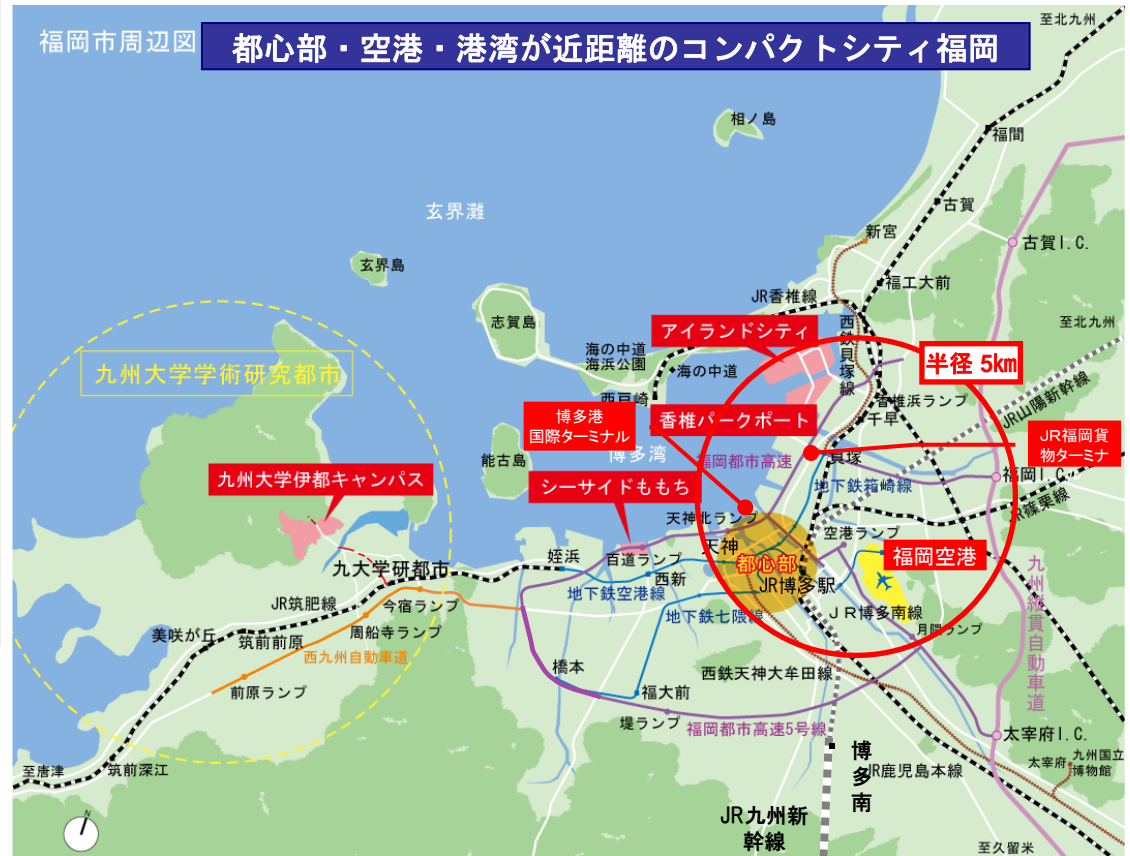 福岡市周辺図
都心部・空港・港湾が近距離のコンパクトシティ福岡
至北九州
相ノ島
福間
玄界灘
古賀
新宮
古賀I.C.
玄界島
福工大前
JR香椎線
志賀島
アイランドシティ
西鉄貝塚線
至北九州
海の中道
海浜公園
海の中道
半径 5km
九州大学学術研究都市
西戸崎
香椎浜ランプ
JR山陽新幹線
博多港
国際ターミナル
香椎パークポート
千早
JR福岡貨
物ターミナ
博多湾
福岡都市高速
貝塚
能古島
九州大学伊都キャンパス
シーサイドももち
地下鉄箱崎線
福岡I.C.
JR篠栗線
天神北ランプ
空港ランプ
天神
福岡空港
姪浜
百道ランプ
都心部
九大学研都市
西新
JR博多駅
地下鉄空港線
JR筑肥線
今宿ランプ
地下鉄七隈線
JR博多南線
九州縦貫自動車道
美咲が丘
筑前前原
周船寺ランプ
月隈ランプ
西九州自動車道
橋本
西鉄天神大牟田線
前原ランプ
福大前
堤ランプ
福岡都市高速5号線
太宰府I.C.
博多南
太宰府
九州国立
博物館
至唐津
筑前深江
JR鹿児島本線
N
JR九州新
幹線
至久留米